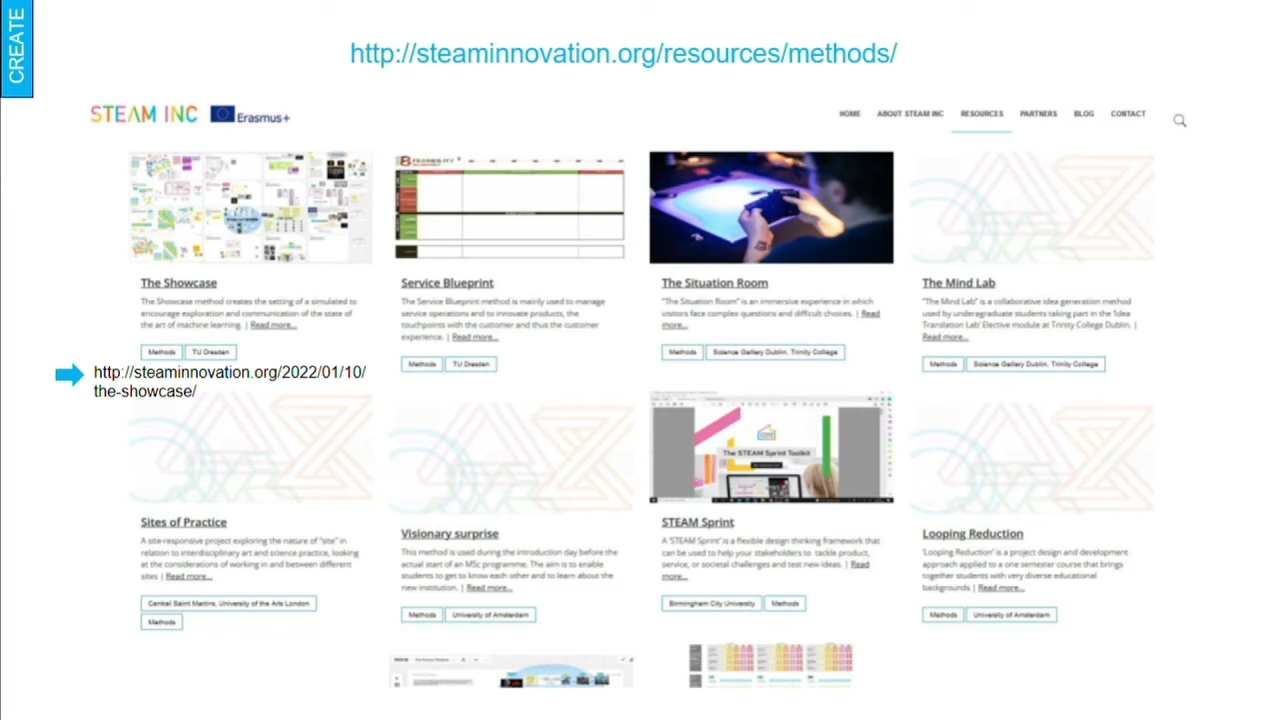 CREATE
http://steaminnovation.org/resources/methods/
STEAM INC
Erasmus+
HOME
ABOUT STEAM INC
RESOURCES
PARTNERS
BLOG
CONTACT
The Showcase
The Showcase method creates the setting of a simulated to
encourage exploration and communication of the state of
the art of machine learning. | Read more...
Methods
TU Dresden
Service Blueprint
The Service Blueprint method is mainly used to manage
service operations and to innovate products, the
touchpoints with the customer and thus the customer
experience. | Read more...
Methods
TU Dresden
The Situation Room
"The Situation Room" is an immersive experience in which
visitors face complex questions and difficult choices. | Read
more...
Methods
Science Gallery Dublin, Trinity College
The Mind Lab
"The Mind Lab" is a collaborative idea generation method
used by undergraduate students taking part in the 'Idea
Translation Lab' Elective module at Trinity College Dublin. |
Read more...
Methods
Science Gallery Dublin, Trinity College
http://steaminnovation.org/2022/01/10/
the-showcase/
Sites of Practice
A site-responsive project exploring the nature of "site" in
relation to interdisciplinary art and science practice, looking
at the considerations of working in and between different
sites | Read more...
Central Saint Martins, University of the Arts London
Methods
Visionary surprise
This method is used during the introduction day before the
actual start of an MSc programme. The aim is to enable
students to get to know each other and to learn about the
new institution. | Read more...
Methods
University of Amsterdam
The STEAM Sprint Toolkit
STEAM Sprint
A 'STEAM Sprint' is a flexible design thinking framework that
can be used to help your stakeholders to tackle product,
service, or societal challenges and test new ideas. | Read
more...
Birmingham City University
Methods
Looping Reduction
'Looping Reduction' is a project design and development
approach applied to a one semester course that brings
together students with very diverse educational
backgrounds | Read more...
Methods
University of Amsterdam